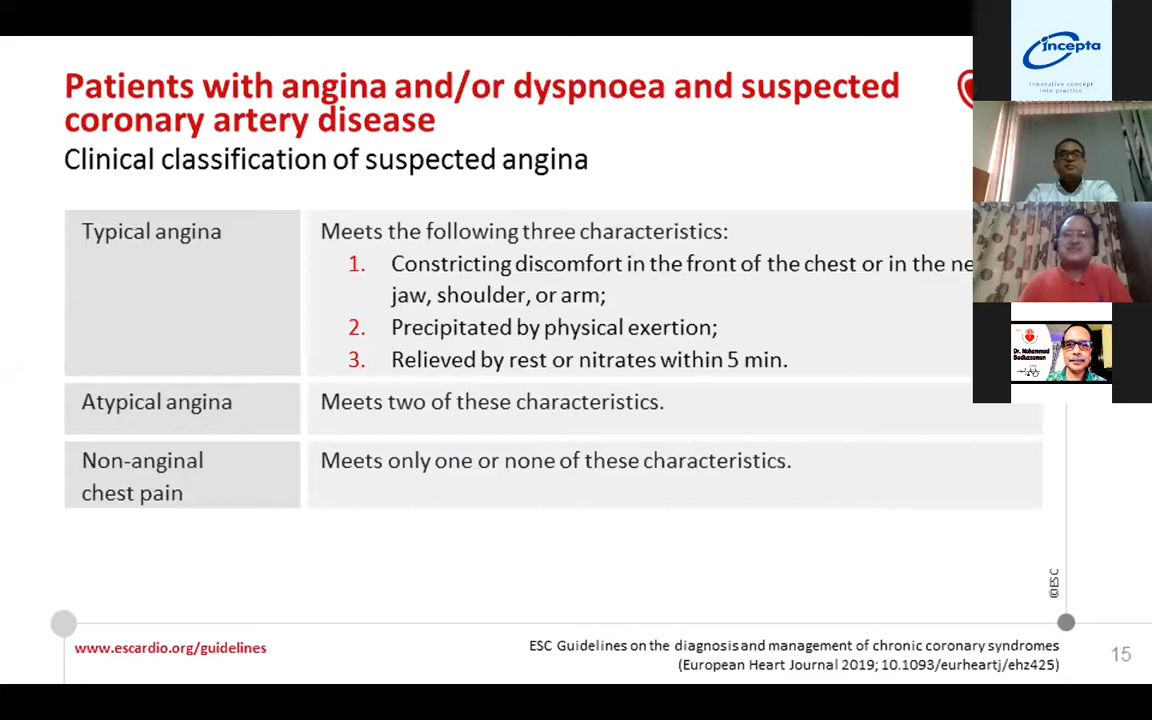 Patients with angina and/or dyspnoea and suspected
coronary artery disease
Clinical classification of suspected angina
Typical angina
Meets the following three characteristics:
1. Constricting discomfort in the front of the chest or in the
jaw, shoulder, or arm;
2. Precipitated by physical exertion;
3. Relieved by rest or nitrates within 5 min.
Atypical angina
Meets two of these characteristics.
Non-anginal
chest pain
Meets only one or none of these characteristics.
©ESC
www.escardio.org/guidelines
ESC Guidelines on the diagnosis and management of chronic coronary syndromes
(European Heart Journal 2019; 10.1093/eurheartj/ehz425)
15
incepta
Innovative concept
into practice
Dr. Mohammed